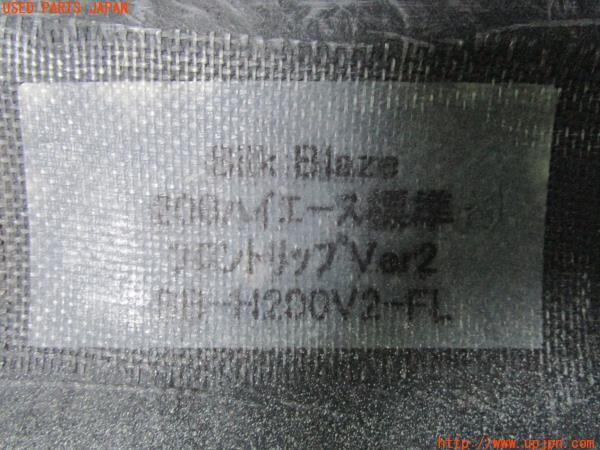 USED PARTS JAPAN
Silk Blaze
200ハイエース標準
フロントリップVer2
-H200V2-FL
http://www.upjpn.com